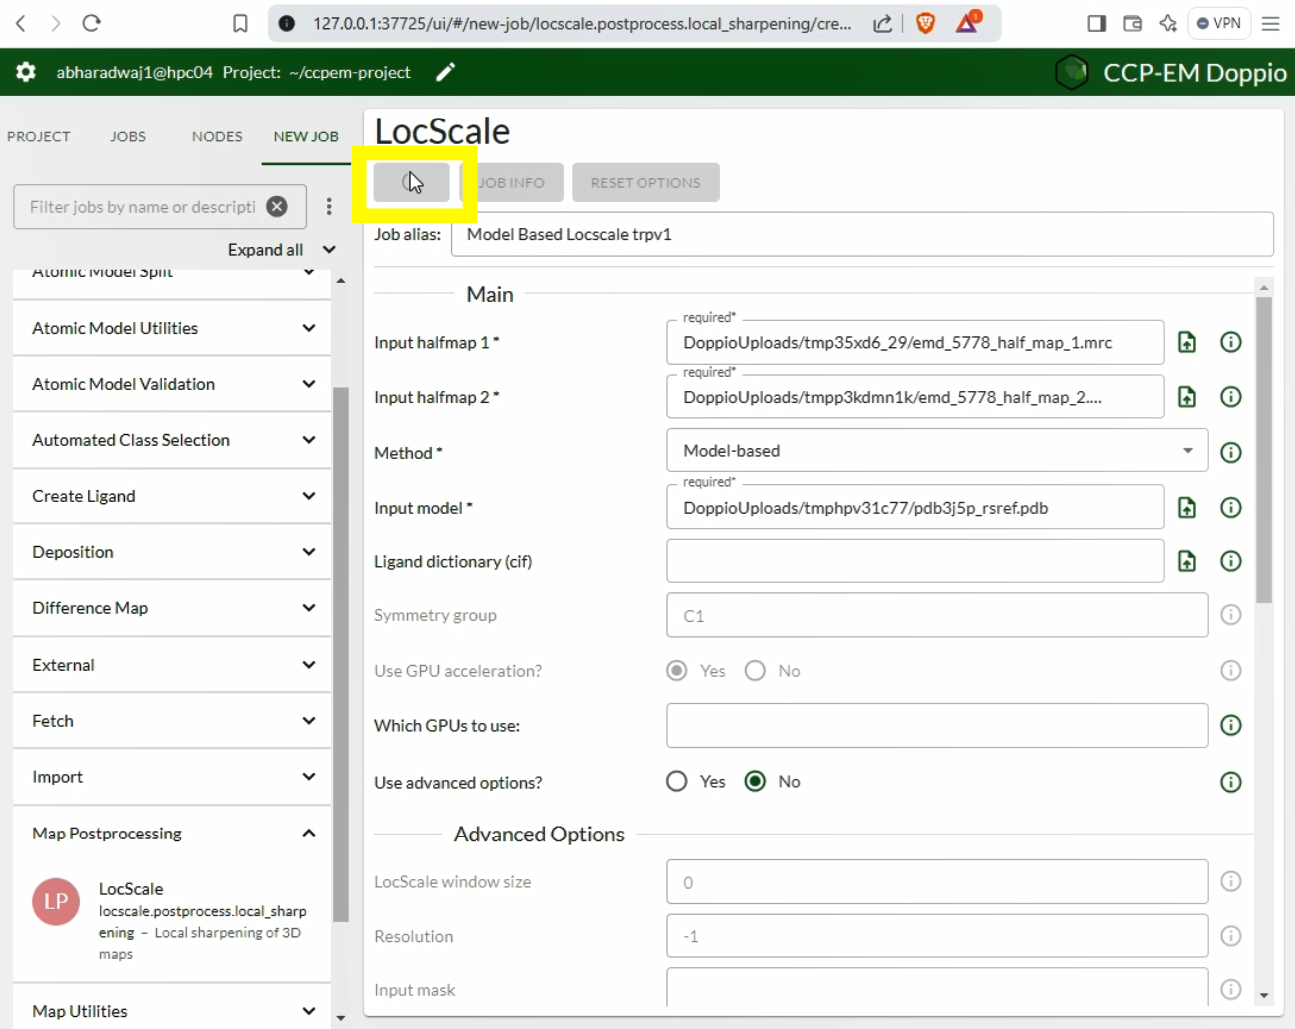 127.0.0.1:37725/ui/#/new-job/locscale.postprocess.local_sharpening/cre...
1
VPN
abharadwaj1@hpc04 Project: ~/ccpem-project
CCP-EM Doppio
PROJECT
JOBS
NODES
NEW JOB
Filter jobs by name or descripti
Expand all
Atomic Model Split
Atomic Model Utilities
Atomic Model Validation
Automated Class Selection
Create Ligand
Deposition
Difference Map
External
Fetch
Import
Map Postprocessing
LP
LocScale
locscale.postprocess.local_sharp
ening – Local sharpening of 3D
maps
Map Utilities
LocScale
JOB INFO
RESET OPTIONS
Job alias:
Model Based Locscale trpv1
Main
Input halfmap 1 *
required*
DoppioUploads/tmp35xd6_29/emd_5778_half_map_1.mrc
Input halfmap 2 *
required*
DoppioUploads/tmpp3kdmn1k/emd_5778_half_map_2....
Method *
Model-based
Input model *
required*
DoppioUploads/tmphpv31c77/pdb3j5p_rsref.pdb
Ligand dictionary (cif)
Symmetry group
C1
Use GPU acceleration?
Yes
No
Which GPUs to use:
Use advanced options?
Yes
No
Advanced Options
LocScale window size
0
Resolution
-1
Input mask